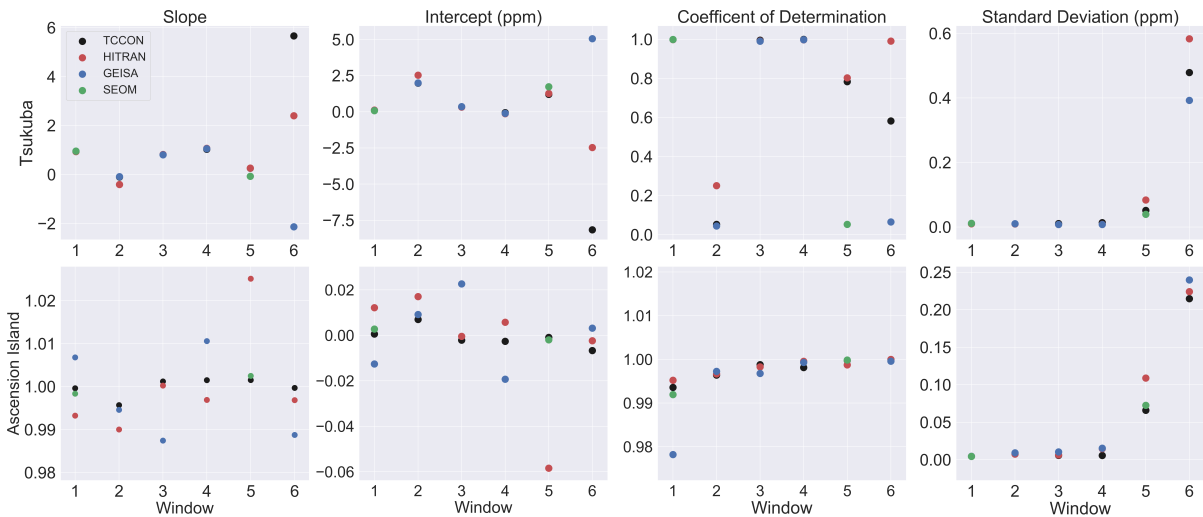 Slope
Intercept (ppm)
Coefficent of Determination
Standard Deviation (ppm)
TCCON
HITRAN
GEISA
SEOM
Tsukuba
6
4
2
0
−2
1 2 3 4 5 6
5.0
2.5
0.0
−2.5
−5.0
−7.5
1 2 3 4 5 6
1.0
0.8
0.6
0.4
0.2
0.0
1 2 3 4 5 6
0.6
0.4
0.2
0.0
1 2 3 4 5 6
Ascension Island
1.02
1.01
1.00
0.99
0.98
1 2 3 4 5 6
Window
0.02
0.00
−0.02
−0.04
−0.06
1 2 3 4 5 6
Window
1.02
1.01
1.00
0.99
0.98
1 2 3 4 5 6
Window
0.25
0.20
0.15
0.10
0.05
0.00
1 2 3 4 5 6
Window